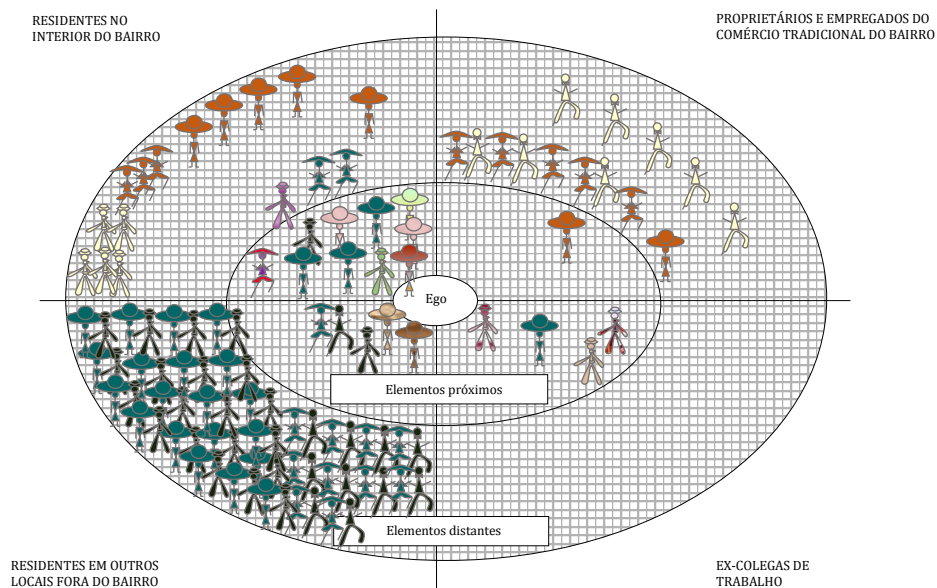 RESIDENTES NO
INTERIOR DO BAIRRO
PROPRIETÁRIOS E EMPREGADOS DO
COMÉRCIO TRADICIONAL DO BAIRRO
Ego
Elementos próximos
Elementos distantes
RESIDENTES EM OUTROS
LOCAIS FORA DO BAIRRO
EX-COLEGAS DE
TRABALHO